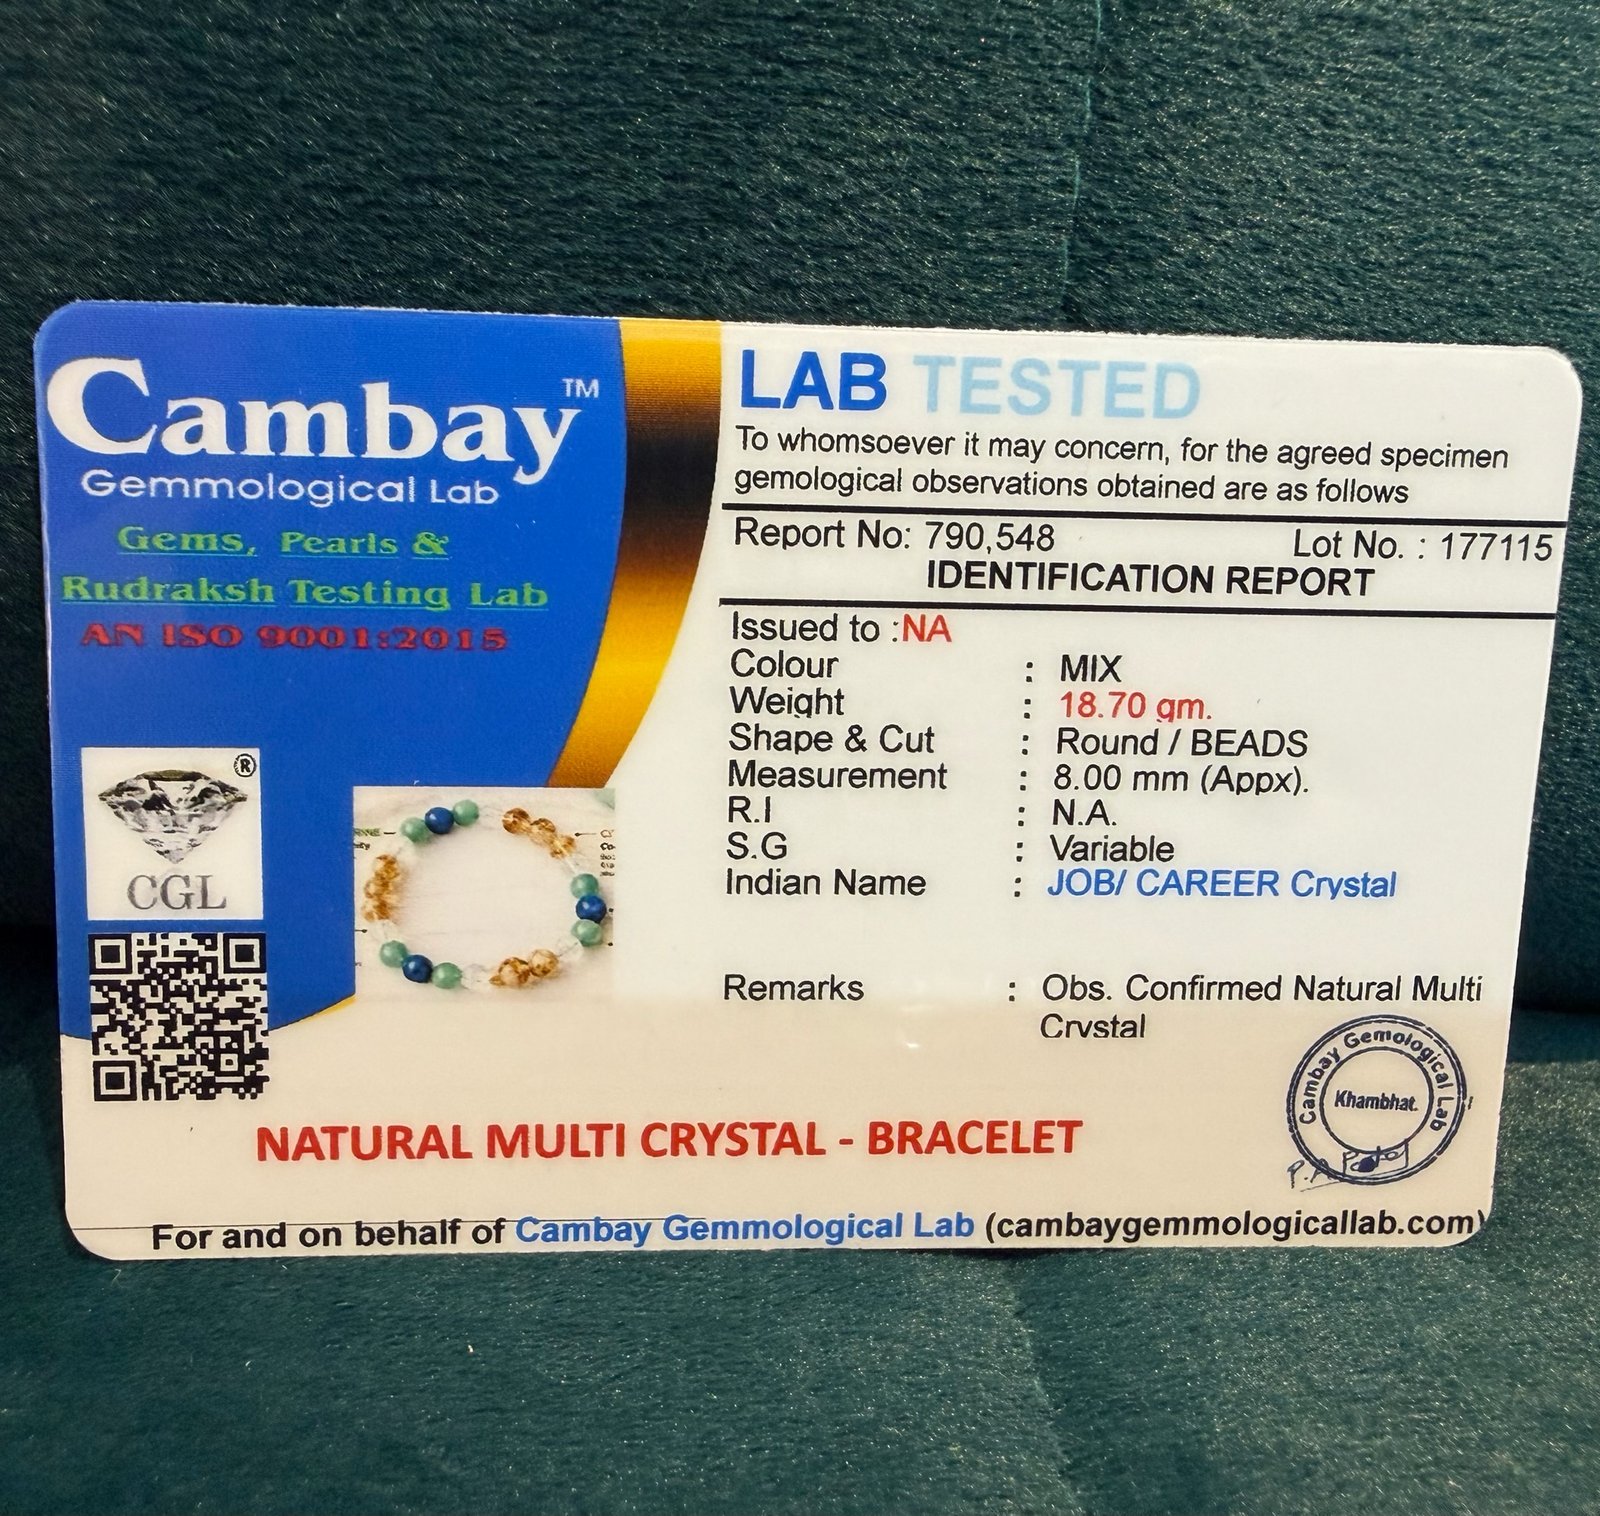 Cambay™
Gemmological Lab
Gems, Pearls &
Rudraksh Testing Lab
AN ISO 9001:2015
®
CGL
LAB TESTED
To whomsoever it may concern, for the agreed specimen
gemological observations obtained are as follows
Report No: 790,548 Lot No. : 177115
IDENTIFICATION REPORT
Issued to :NA
Colour : MIX
Weight : 18.70 gm.
Shape & Cut : Round / BEADS
Measurement : 8.00 mm (Appx).
R.I : N.A.
S.G : Variable
Indian Name : JOB/ CAREER Crystal
Remarks : Obs. Confirmed Natural Multi
Crystal
Cambay Gemological Lab
Khambhat.
NATURAL MULTI CRYSTAL - BRACELET
For and on behalf of Cambay Gemmological Lab (cambaygemmologicallab.com)